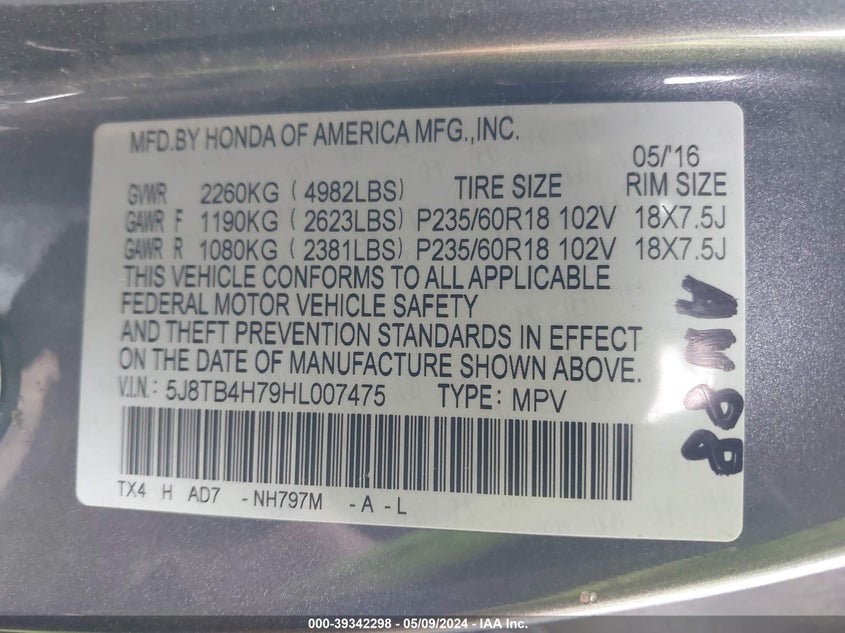 MFD.BY HONDA OF AMERICA MFG.,INC.
05/'16
GVWR 2260KG (4982LBS) TIRE SIZE RIM SIZE
GAWR F 1190KG (2623LBS) P235/60R18 102V 18X7.5J
GAWR R 1080KG (2381LBS) P235/60R18 102V 18X7.5J
THIS VEHICLE CONFORMS TO ALL APPLICABLE
FEDERAL MOTOR VEHICLE SAFETY
AND THEFT PREVENTION STANDARDS IN EFFECT
ON THE DATE OF MANUFACTURE SHOWN ABOVE.
V.I.N.: 5J8TB4H79HL007475 TYPE: MPV
TX4 H AD7 -NH797M -A -L
000-39342298 - 05/09/2024 - IAA Inc.